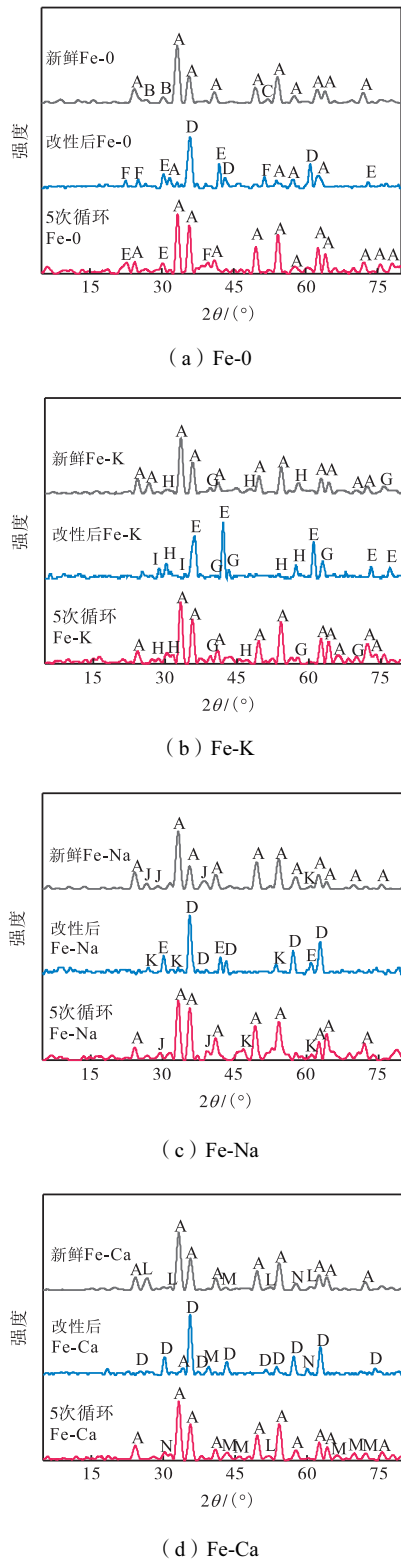 强度
A
新鲜Fe-0
A B B A A C A A A A A
改性后Fe-0
D
F F E A E D F A A D A E
5次循环
Fe-0
A A
E A E F A A A A A A A A A
15 30 45 60 75
2θ/(°)
(a) Fe-0
强度
新鲜Fe-K
A
A A H A G A H A A H A A A A G
改性后Fe-K
E E
I H I G G H H E G E E
5次循环
Fe-K
A A
A H H G A H A A G A A A G A A
15 30 45 60 75
2θ/(°)
(b) Fe-K
强度
新鲜Fe-Na
A
A J J A J A A A A K A A A A
改性后
Fe-Na
D
K E K D E D K D E D
5次循环
Fe-Na
A A
A J J A K A A K A A A
15 30 45 60 75
2θ/(°)
(c) Fe-Na
强度
新鲜Fe-Ca
A
A L L A A M A L A N L A A A
改性后
Fe-Ca
D
D D A D M D D D D N D D
5次循环
Fe-Ca
A A
A N A M M A L A A A A M M M A
15 30 45 60 75
2θ/(°)
(d) Fe-Ca